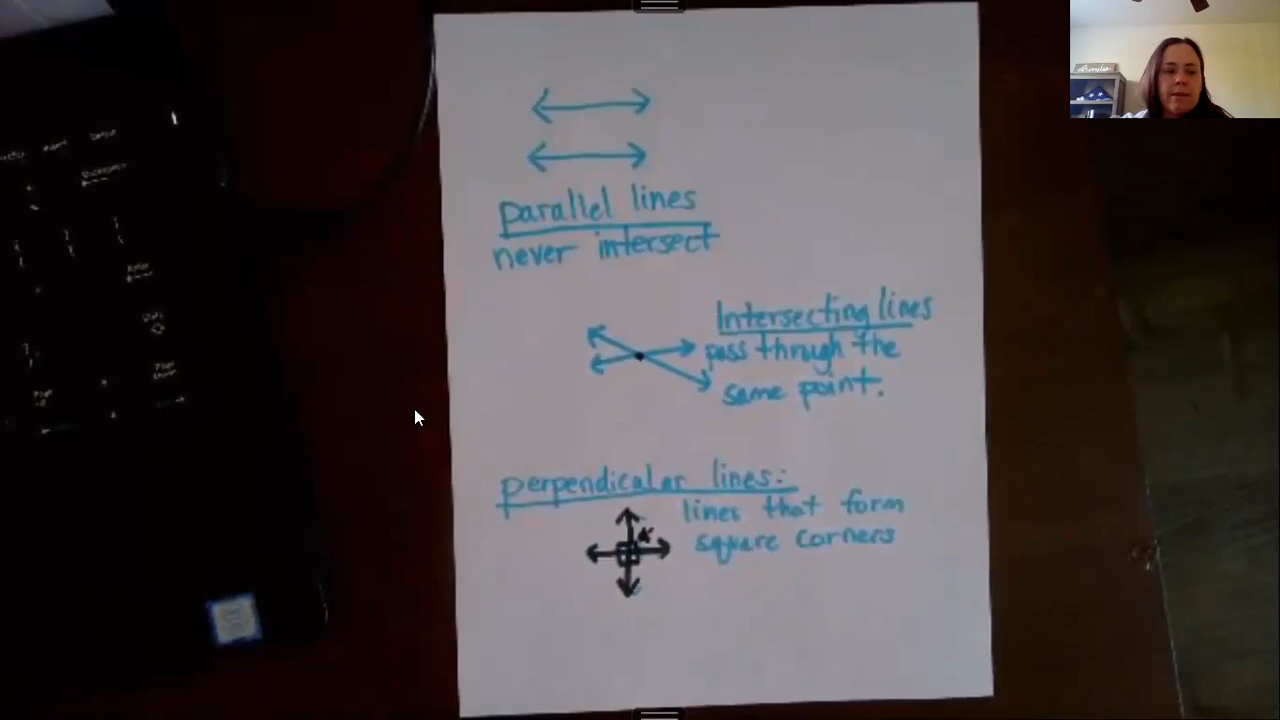 parallel lines
never intersect
Intersecting lines
pass through the
same point.
perpendicular lines:
lines that form
square corners